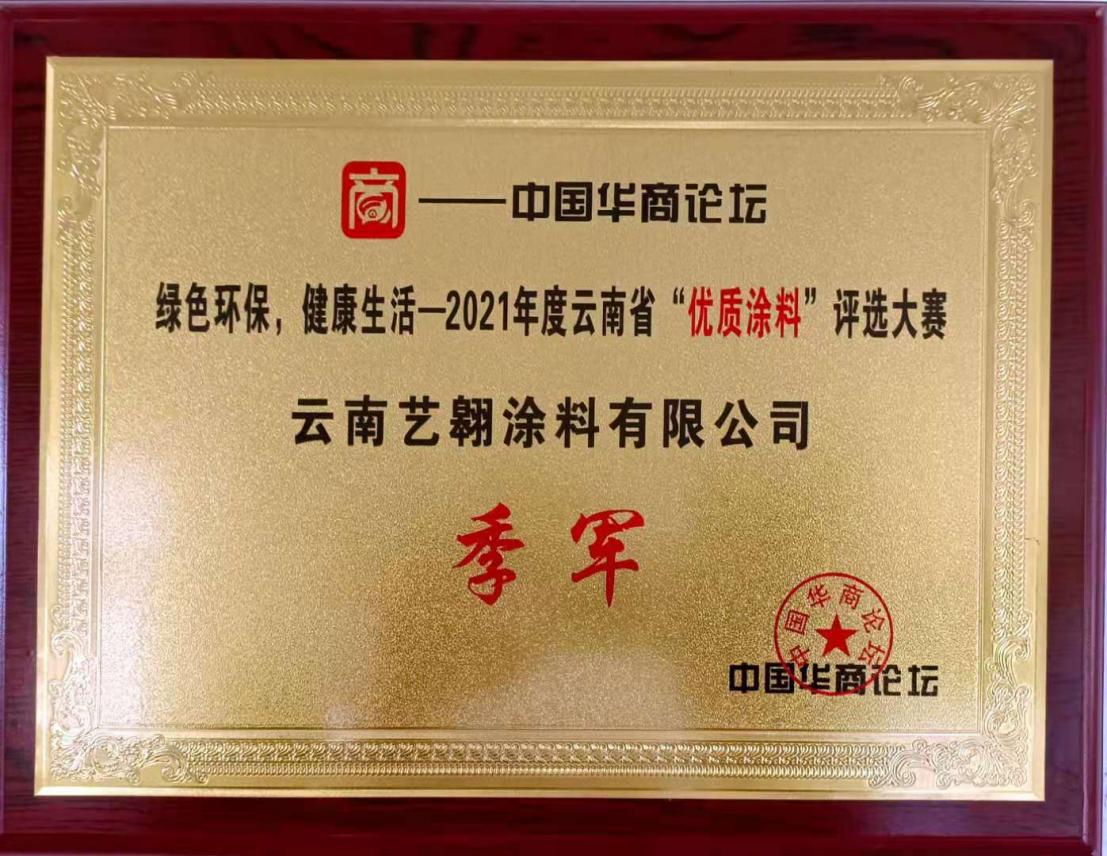 商——中国华商论坛
绿色环保，健康生活—2021年度云南省“优质涂料”评选大赛
云南艺翱涂料有限公司
季军
中国华商论坛
中国华商论坛